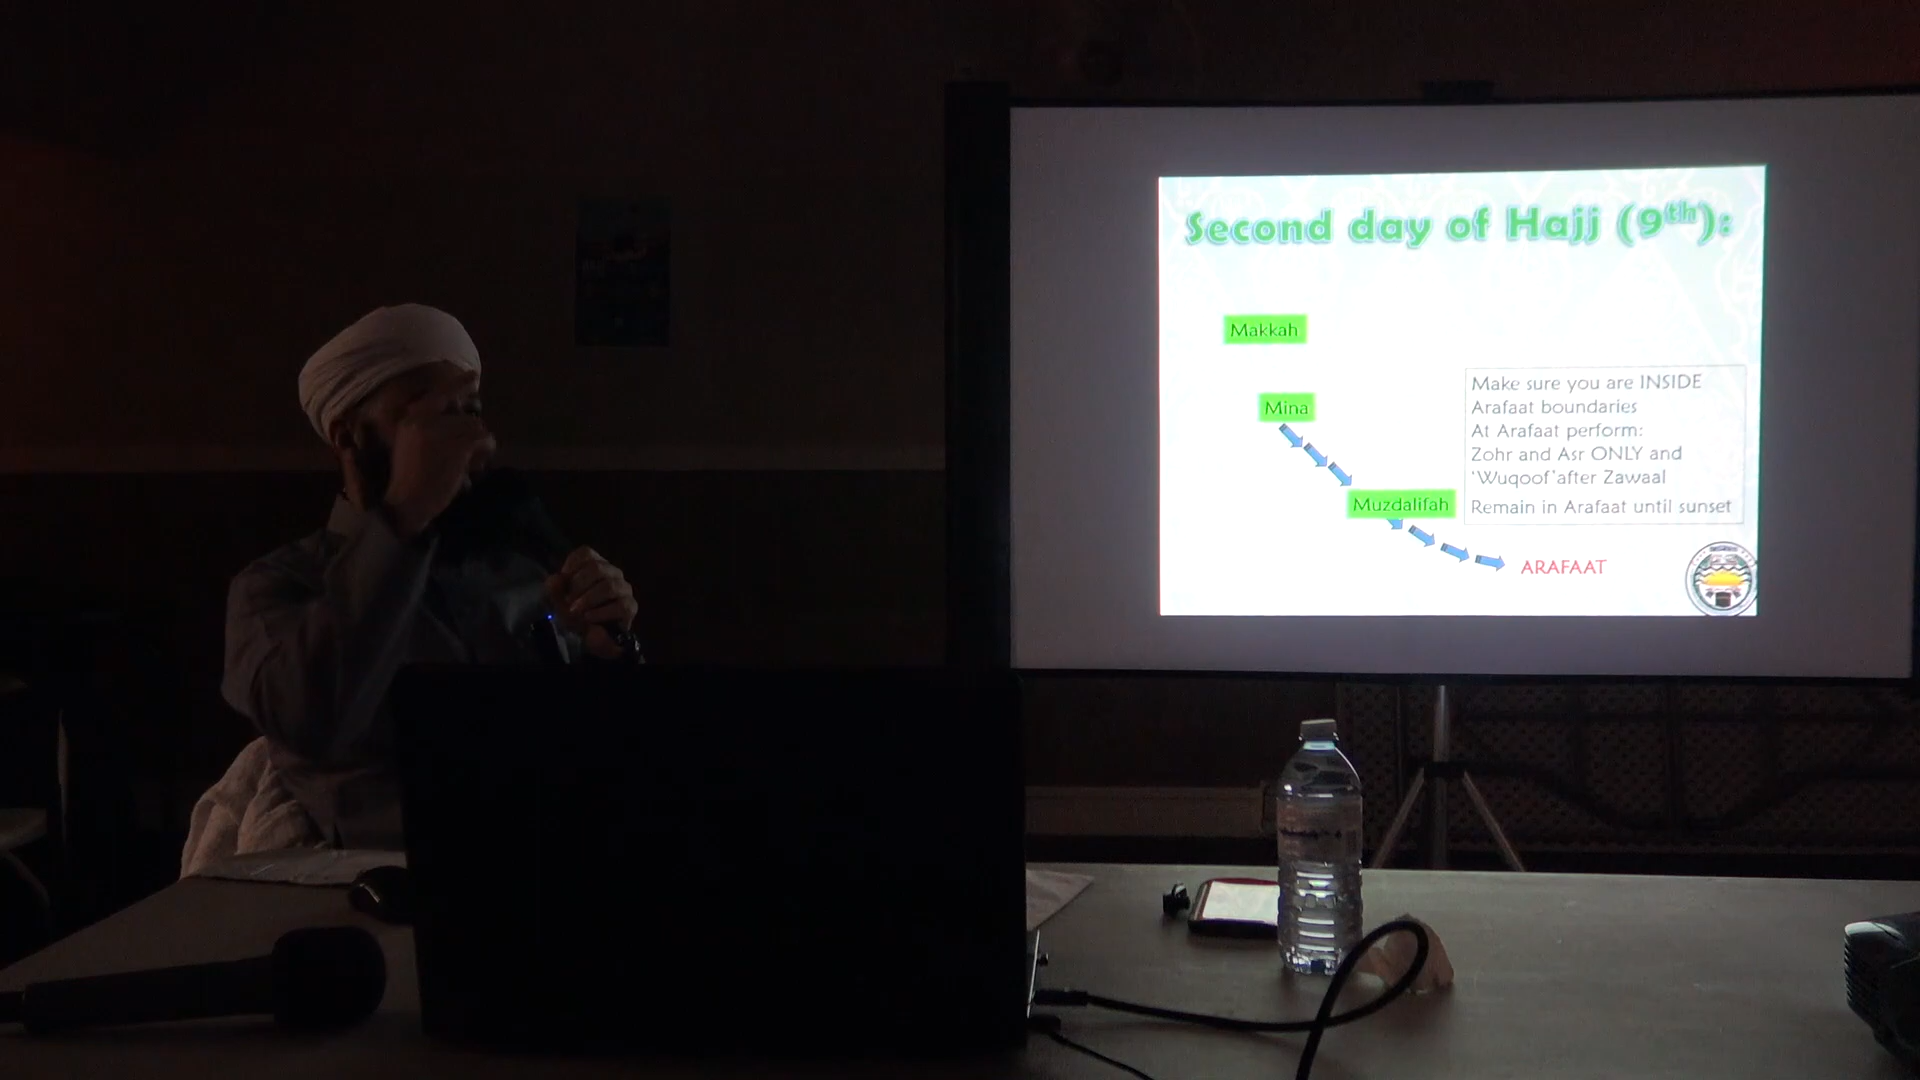 Second day of Hajj (9th):
Makkah
Mina
Make sure you are INSIDE
Arafaat boundaries
At Arafaat perform:
Zohr and Asr ONLY and
‘Wuqoof’after Zawaal
Muzdalifah
Remain in Arafaat until sunset
ARAFAAT